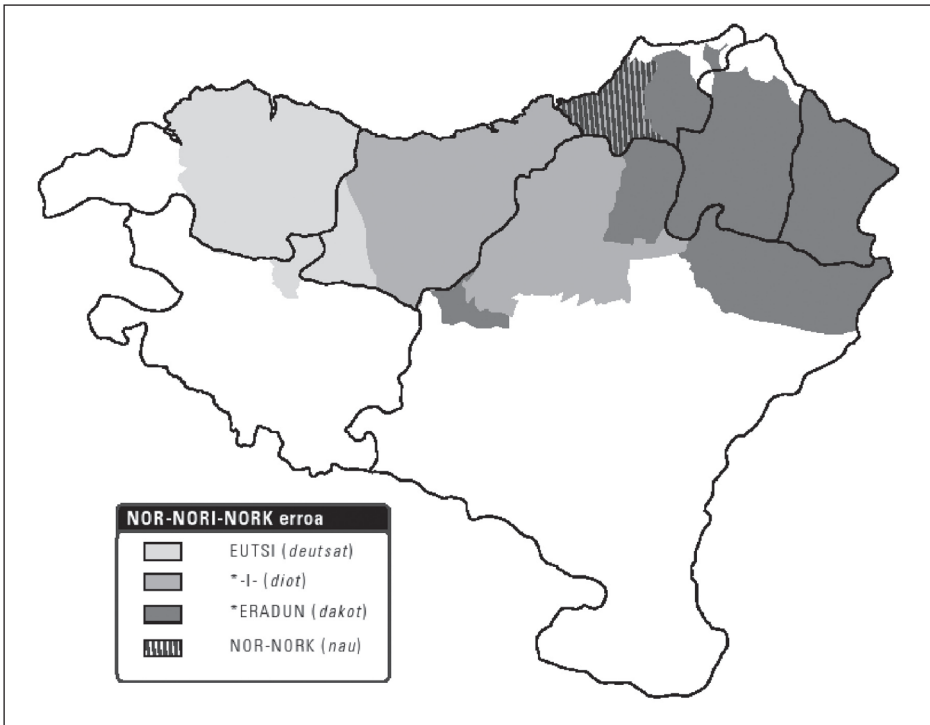 NOR-NORI-NORK erroa
EUTSI (deutsat)
*-I- (diot)
*ERADUN (dakot)
NOR-NORK (nau)